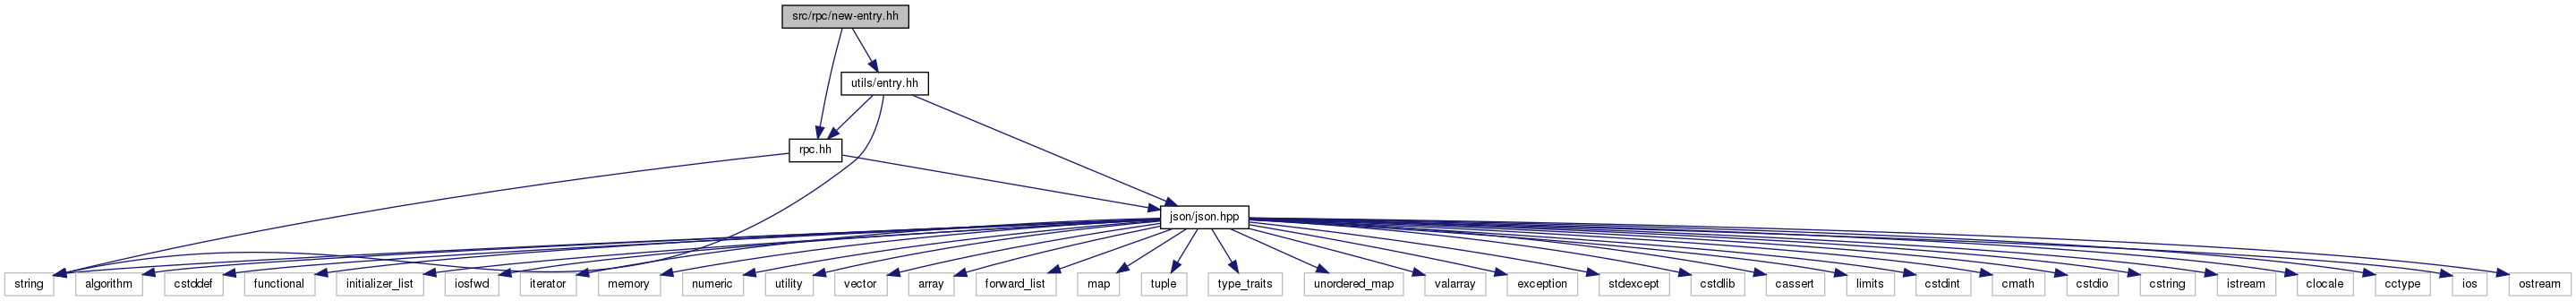 src/rpc/new-entry.hh
utils/entry.hh
rpc.hh
json/json.hpp
string
algorithm
cstddef
functional
initializer_list
iosfwd
iterator
memory
numeric
utility
vector
array
forward_list
map
tuple
type_traits
unordered_map
valarray
exception
stdexcept
cstdlib
cassert
limits
cstdint
cmath
cstdio
cstring
istream
clocale
cctype
ios
ostream